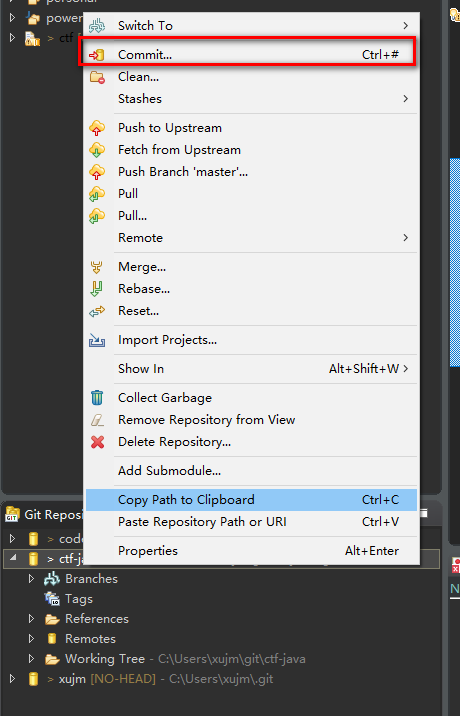 personal
power
> ctf [
Switch To
Commit... Ctrl+#
Clean...
Stashes
Push to Upstream
Fetch from Upstream
Push Branch 'master'...
Pull
Pull...
Remote
Merge...
Rebase...
Reset...
Import Projects...
Show In Alt+Shift+W
Collect Garbage
Remove Repository from View
Delete Repository...
Add Submodule...
Copy Path to Clipboard Ctrl+C
Paste Repository Path or URI Ctrl+V
Properties Alt+Enter
Git Reposi
> code
> ctf-ja
Branches
Tags
References
Remotes
Working Tree - C:\Users\xujm\git\ctf-java
> xujm [NO-HEAD] - C:\Users\xujm\.git